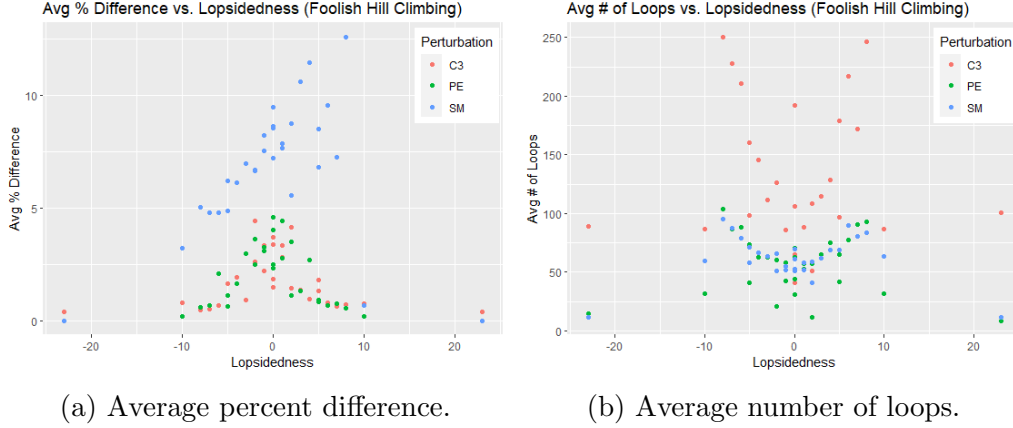 Avg % Difference vs. Lopsidedness (Foolish Hill Climbing)
Perturbation
C3
PE
SM
Avg % Difference
10
5
0
-20
-10
0
10
20
Lopsidedness
(a) Average percent difference.
Avg # of Loops vs. Lopsidedness (Foolish Hill Climbing)
Perturbation
C3
PE
SM
Avg # of Loops
250
200
150
100
50
0
-20
-10
0
10
20
Lopsidedness
(b) Average number of loops.